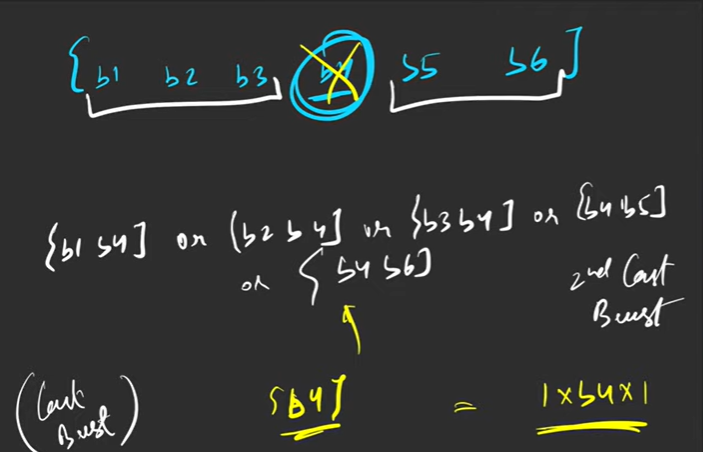 {b1 b2 b3 b4 b5 b6]
{b1 b4] or [b2 b4] or {b3 b4] or {b4 b5]
or { b4 b6]
2nd Last
Burst
(Last
Burst)
{b4] = 1×b4×1